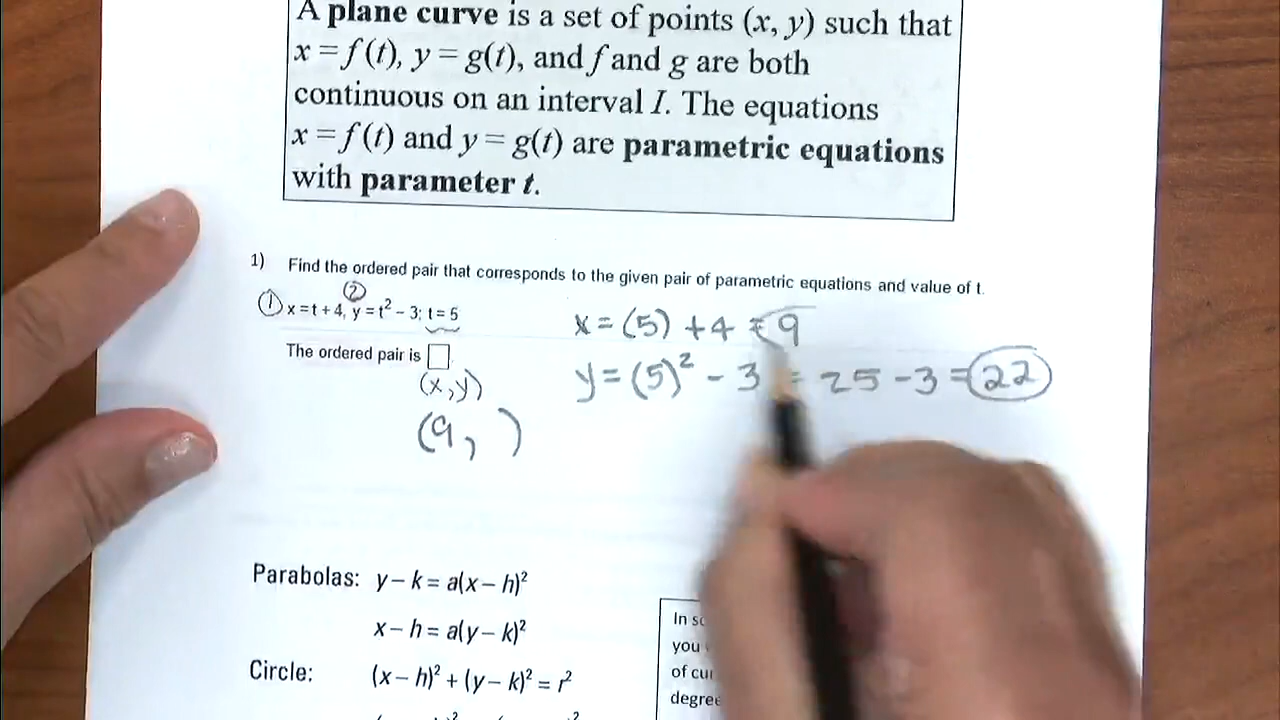 A plane curve is a set of points (x, y) such that
x = f(t), y = g(t), and f and g are both
continuous on an interval I. The equations
x = f(t) and y = g(t) are parametric equations
with parameter t.
1) Find the ordered pair that corresponds to the given pair of parametric equations and value of t.
① ②
x = t + 4, y = t² − 3; t = 5
x = (5) + 4 = 9
The ordered pair is □
(x, y)
y = (5)² − 3 = 25 − 3 = 22
(9, )
Parabolas: y − k = a(x − h)²
x − h = a(y − k)²
Circle: (x − h)² + (y − k)² = r²
In
you
of